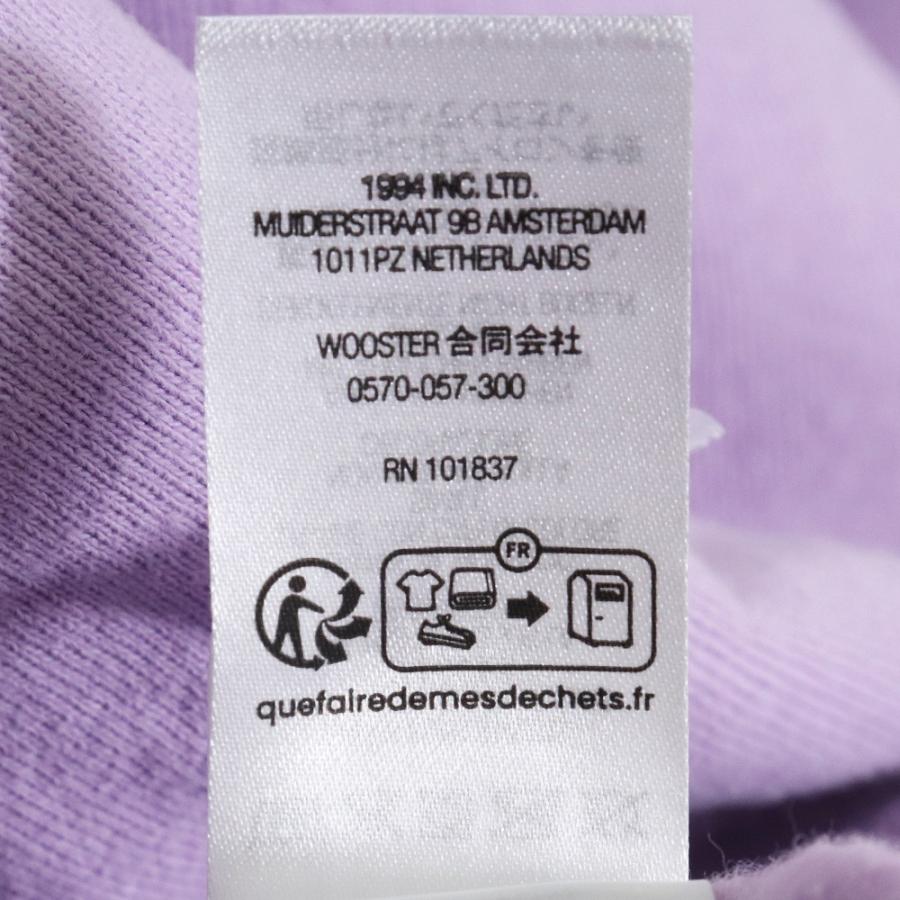 1994 INC. LTD.
MUIDERSTRAAT 9B AMSTERDAM
1011PZ NETHERLANDS
WOOSTER 合同会社
0570-057-300
RN 101837
FR
quefairedemesdechets.fr